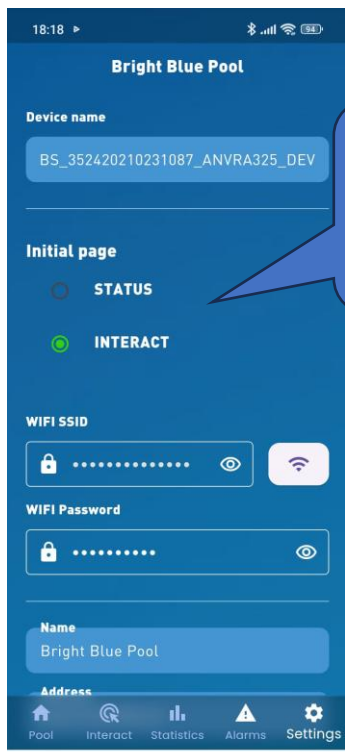 18:18
94
Bright Blue Pool
Device name
BS_352420210231087_ANVRA325_DEV
Initial page
STATUS
INTERACT
WIFI SSID
••••••••••••••
WIFI Password
••••••••••
Name
Bright Blue Pool
Address
Pool Interact Statistics Alarms Settings